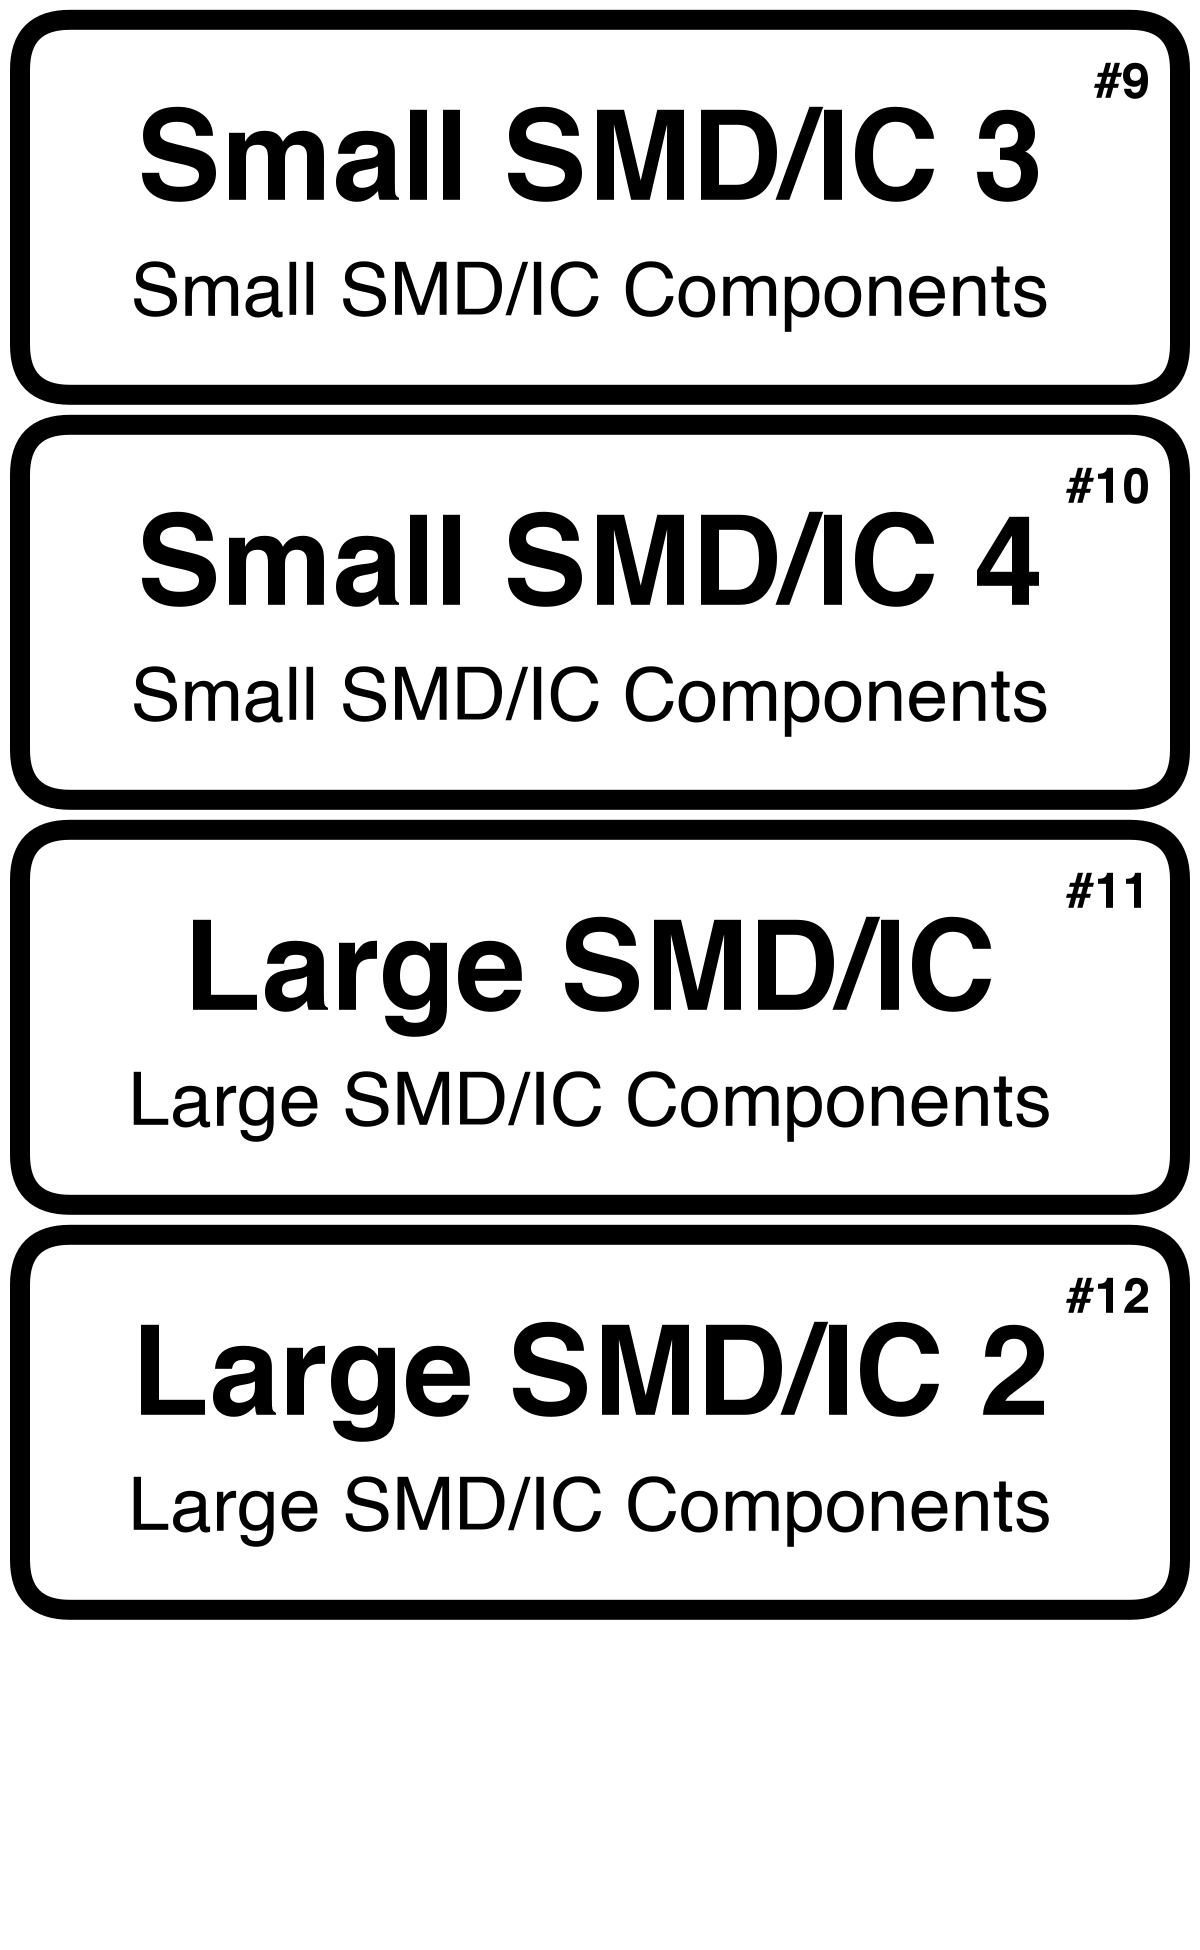 #9
Small SMD/IC 3
Small SMD/IC Components
#10
Small SMD/IC 4
Small SMD/IC Components
#11
Large SMD/IC
Large SMD/IC Components
#12
Large SMD/IC 2
Large SMD/IC Components